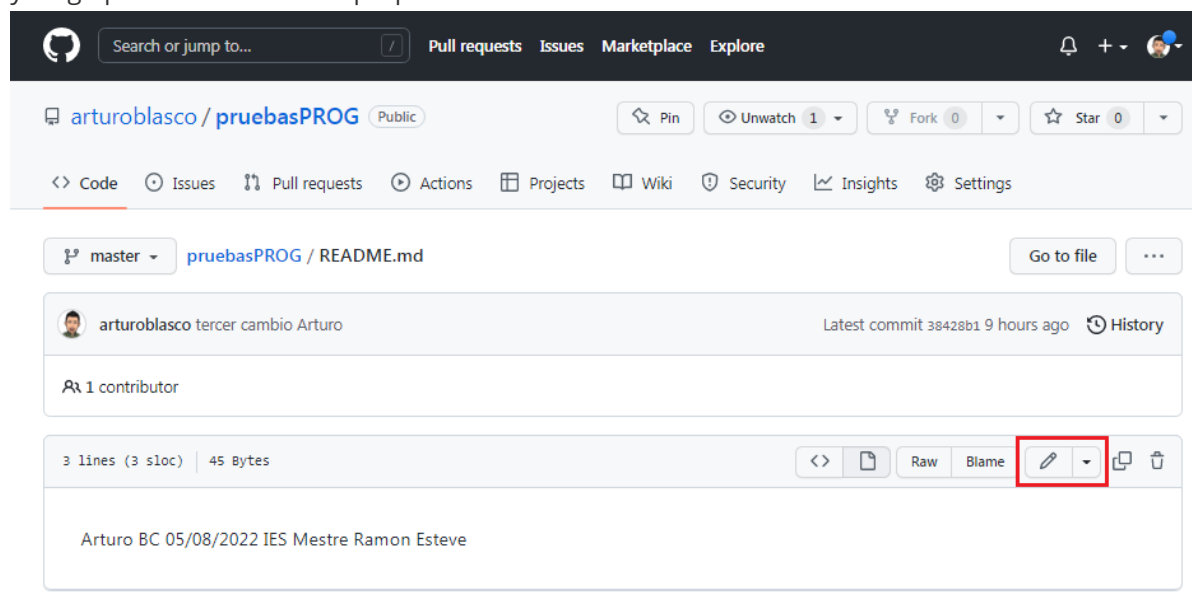 Search or jump to... / Pull requests Issues Marketplace Explore
arturoblasco / pruebasPROG Public Pin Unwatch 1 Fork 0 Star 0
<> Code Issues Pull requests Actions Projects Wiki Security Insights Settings
master pruebasPROG / README.md Go to file ...
arturoblasco tercer cambio Arturo Latest commit 38428b1 9 hours ago History
1 contributor
3 lines (3 sloc) 45 Bytes <> Raw Blame
Arturo BC 05/08/2022 IES Mestre Ramon Esteve